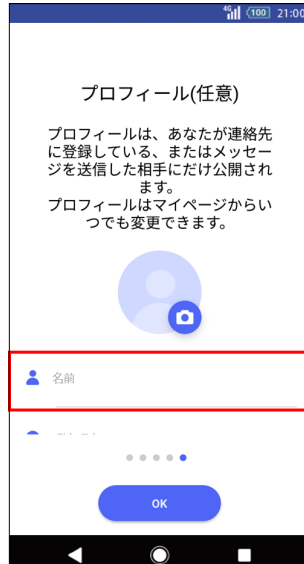 4G 100 21:00
プロフィール(任意)
プロフィールは、あなたが連絡先
に登録している、またはメッセー
ジを送信した相手にだけ公開され
ます。
プロフィールはマイページからい
つでも変更できます。
名前
OK